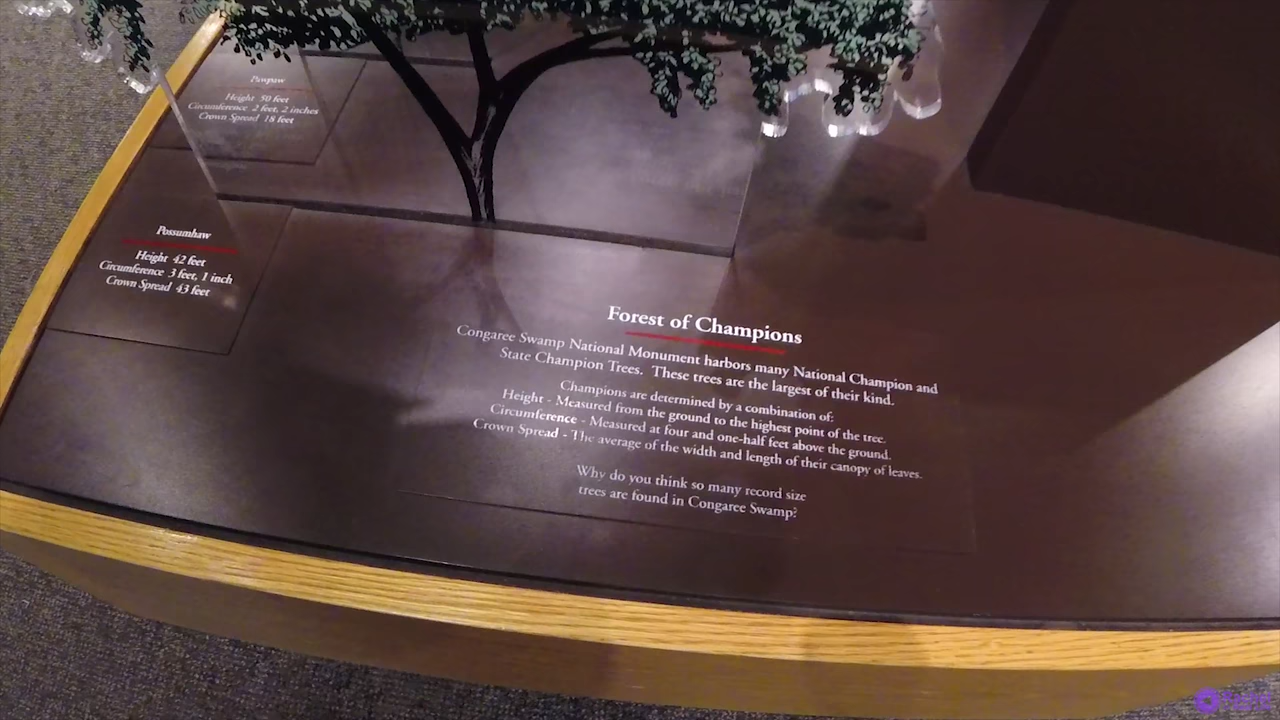 Pawpaw
Height 50 feet
Circumference 2 feet, 2 inches
Crown Spread 18 feet
Possumhaw
Height 42 feet
Circumference 3 feet, 1 inch
Crown Spread 43 feet
Forest of Champions
Congaree Swamp National Monument harbors many National Champion and
State Champion Trees. These trees are the largest of their kind.
Champions are determined by a combination of:
Height - Measured from the ground to the highest point of the tree.
Circumference - Measured at four and one-half feet above the ground.
Crown Spread - The average of the width and length of their canopy of leaves.
Why do you think so many record size
trees are found in Congaree Swamp?